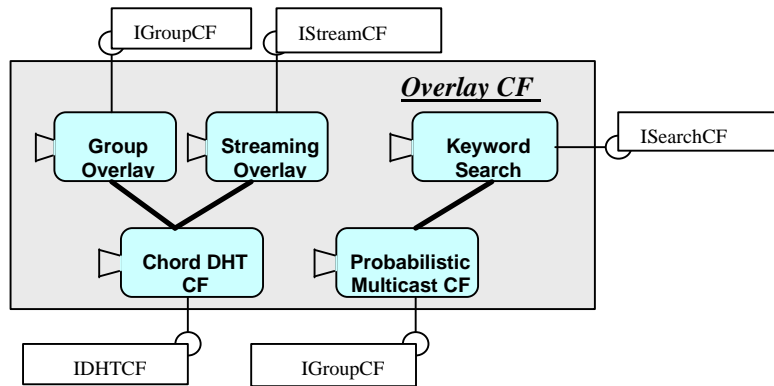 IGroupCF
IStreamCF
Overlay CF
Group
Overlay
Streaming
Overlay
Keyword
Search
ISearchCF
Chord DHT
CF
Probabilistic
Multicast CF
IDHTCF
IGroupCF